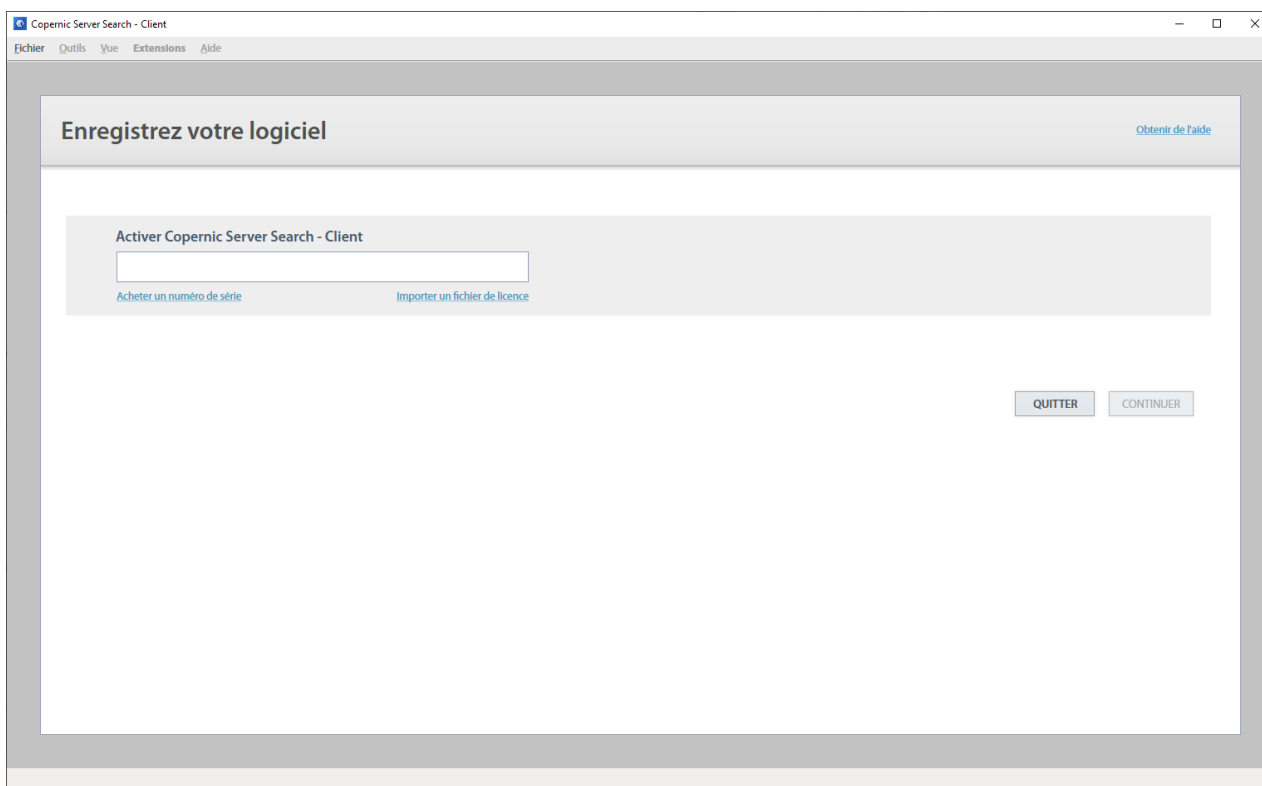 Copernic Server Search - Client
Fichier Outils Vue Extensions Aide
Enregistrez votre logiciel
Obtenir de l'aide
Activer Copernic Server Search - Client
Acheter un numéro de série
Importer un fichier de licence
QUITTER
CONTINUER